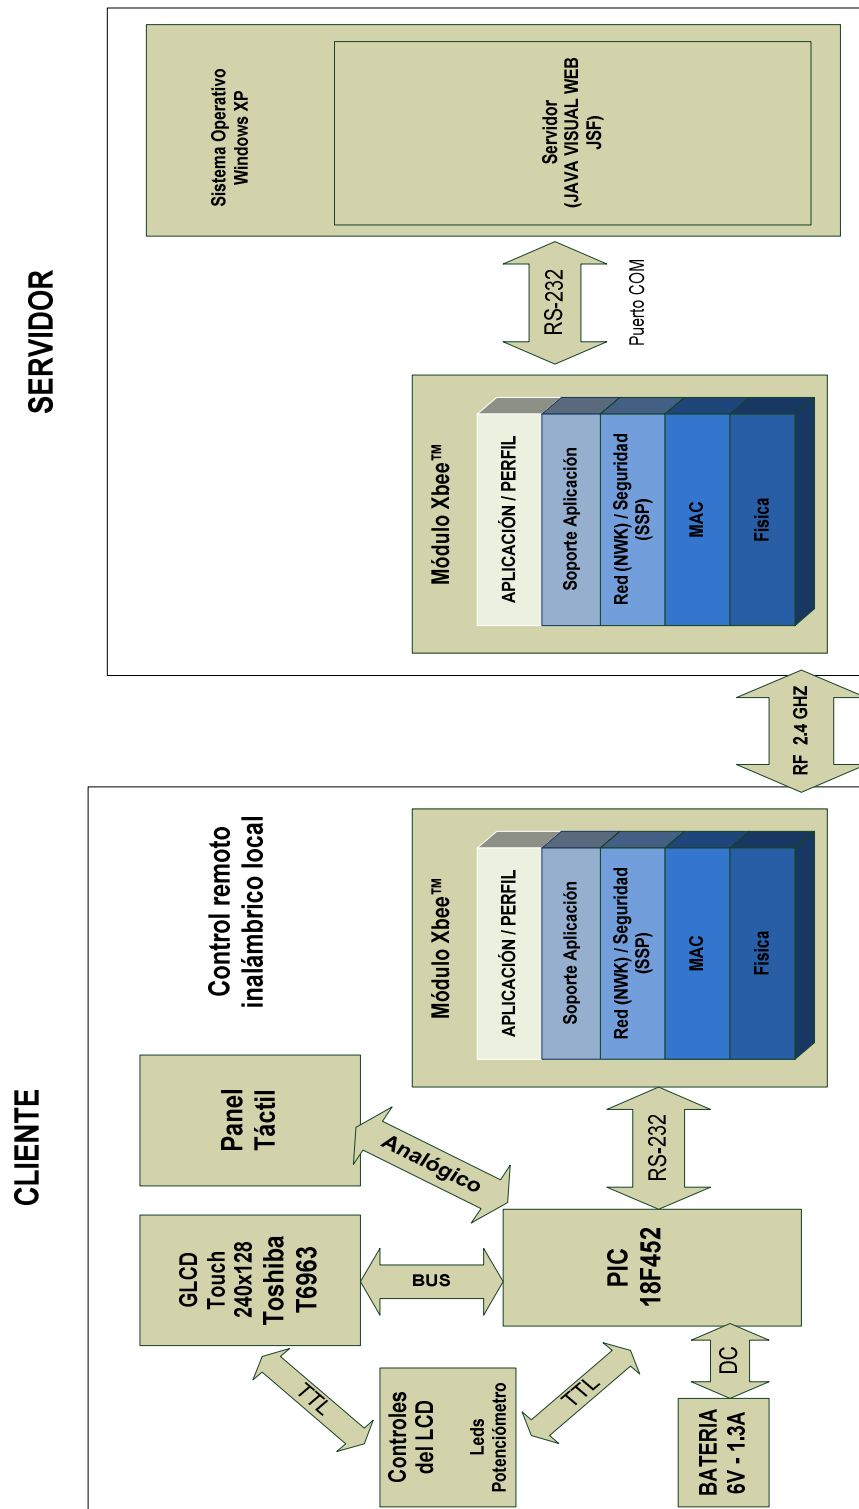 CLIENTE
SERVIDOR
Control remoto
inalámbrico local
Panel
Táctil
GLCD
Touch
240x128
Toshiba
T6963
TTL
Controles
del LCD
Leds
Potenciómetro
TTL
BUS
Analógico
PIC
18F452
DC
BATERIA
6V - 1.3A
RS-232
Módulo Xbee™
APLICACIÓN / PERFIL
Soporte Aplicación
Red (NWK) / Seguridad
(SSP)
MAC
Fisica
RF 2.4 GHZ
Módulo Xbee™
APLICACIÓN / PERFIL
Soporte Aplicación
Red (NWK) / Seguridad
(SSP)
MAC
Fisica
RS-232
Puerto COM
Sistema Operativo
Windows XP
Servidor
(JAVA VISUAL WEB
JSF)